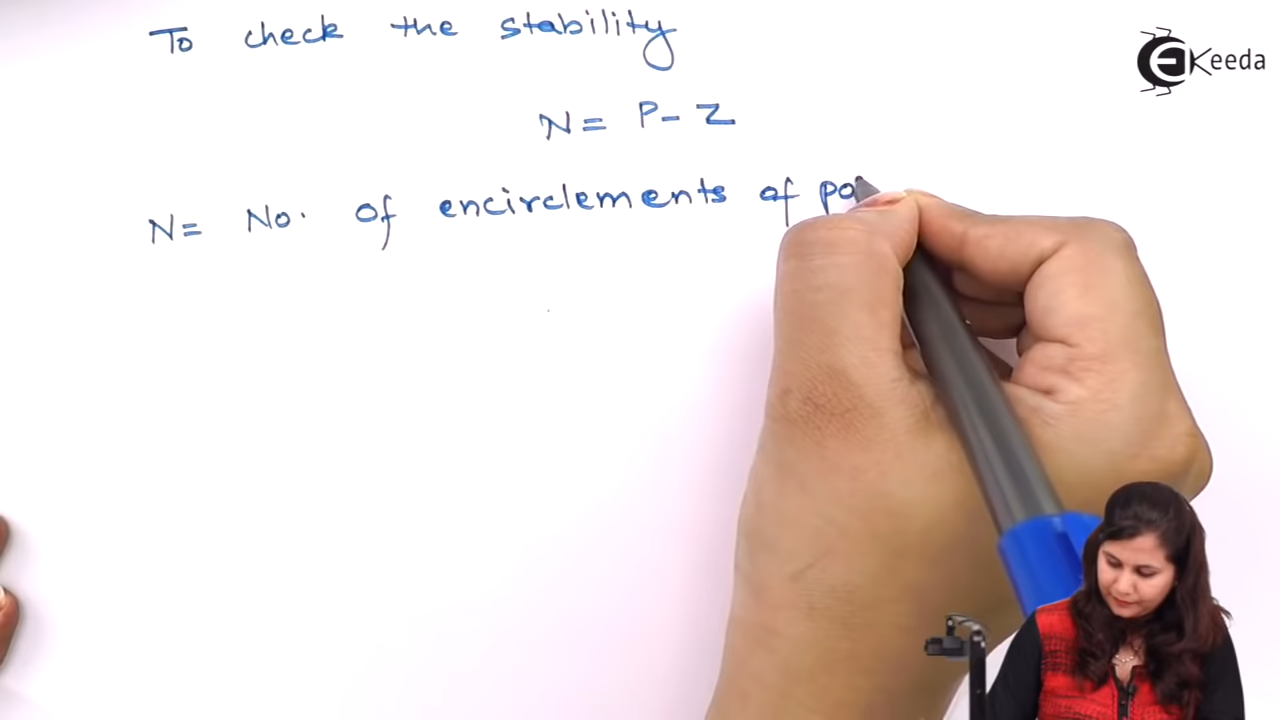 To check the stability
EKeeda
N= P- Z
N= No. of encirclements of po